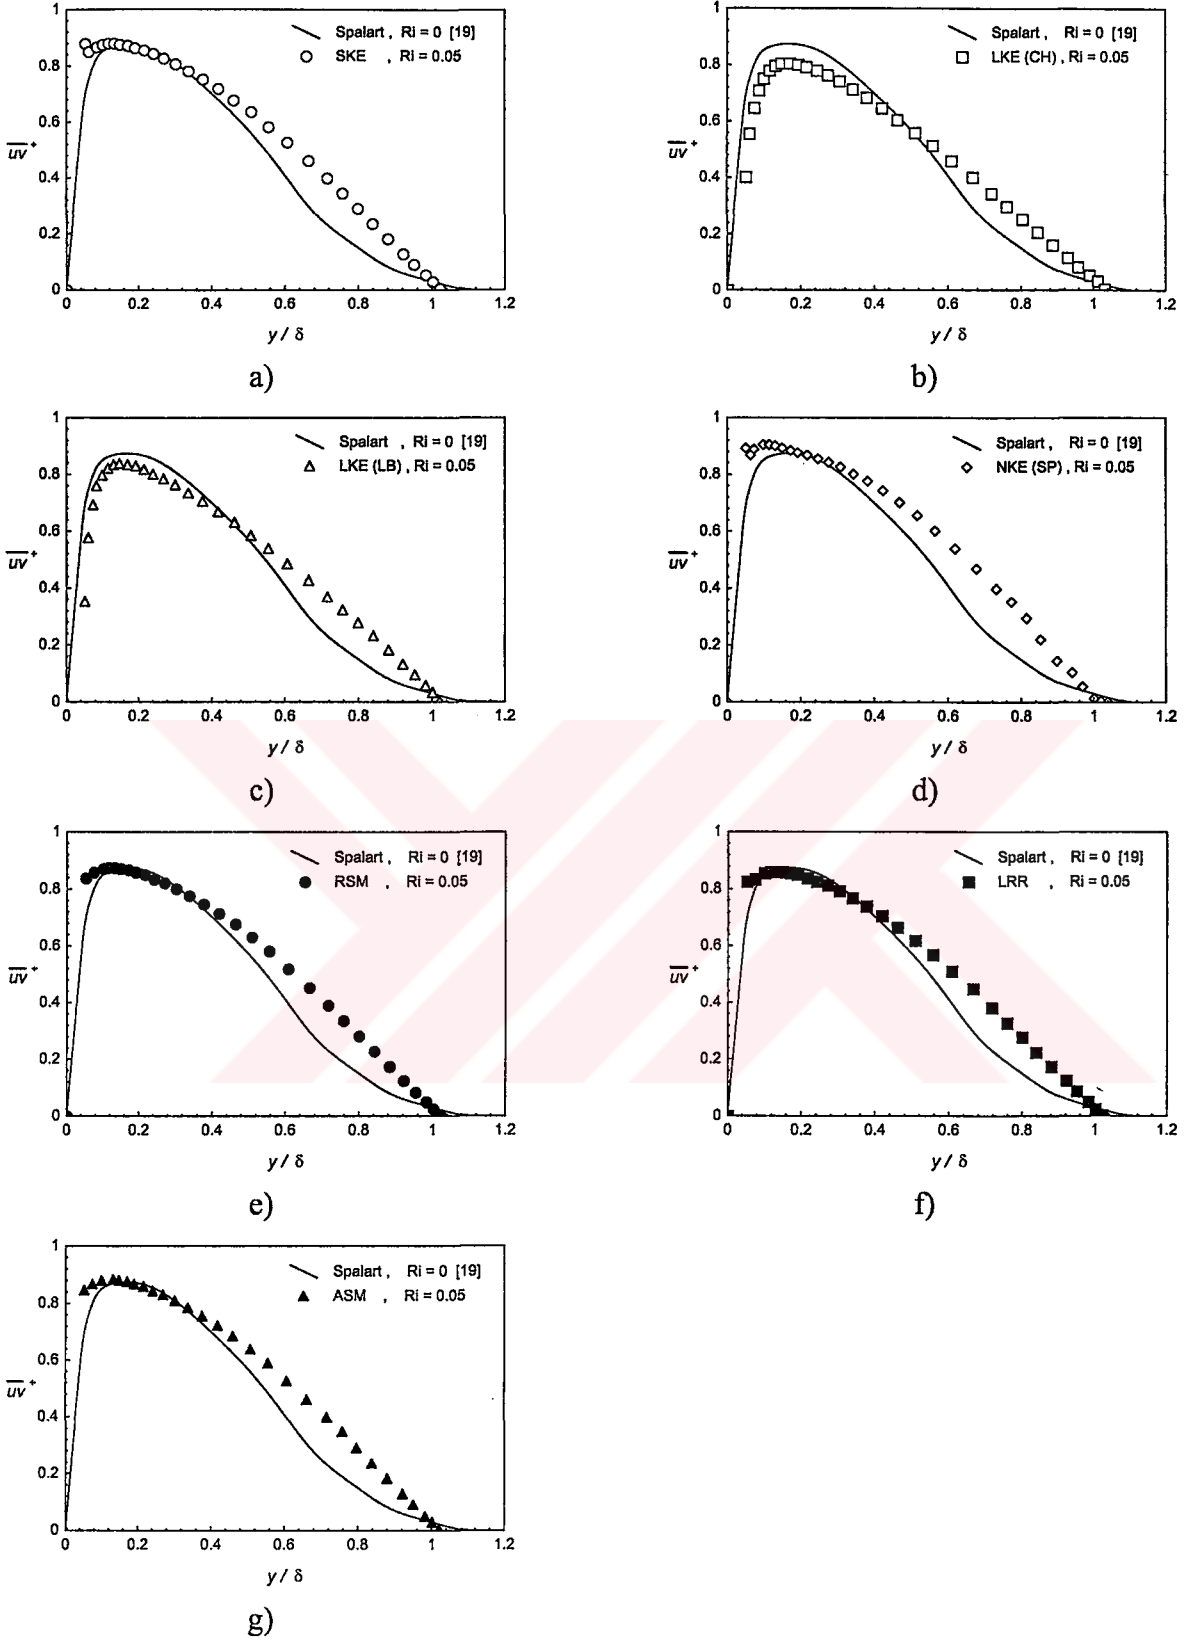 1
0.8
0.6
uv+
0.4
0.2
0
0 0.2 0.4 0.6 0.8 1 1.2
y / δ
Spalart , Ri = 0 [19]
SKE , Ri = 0.05
a)
1
0.8
0.6
uv+
0.4
0.2
0
0 0.2 0.4 0.6 0.8 1 1.2
y / δ
Spalart , Ri = 0 [19]
LKE (CH) , Ri = 0.05
b)
1
0.8
0.6
uv+
0.4
0.2
0
0 0.2 0.4 0.6 0.8 1 1.2
y / δ
Spalart , Ri = 0 [19]
LKE (LB) , Ri = 0.05
c)
1
0.8
0.6
uv+
0.4
0.2
0
0 0.2 0.4 0.6 0.8 1 1.2
y / δ
Spalart , Ri = 0 [19]
NKE (SP) , Ri = 0.05
d)
1
0.8
0.6
uv+
0.4
0.2
0
0 0.2 0.4 0.6 0.8 1 1.2
y / δ
Spalart , Ri = 0 [19]
RSM , Ri = 0.05
e)
1
0.8
0.6
uv+
0.4
0.2
0
0 0.2 0.4 0.6 0.8 1 1.2
y / δ
Spalart , Ri = 0 [19]
LRR , Ri = 0.05
f)
1
0.8
0.6
uv+
0.4
0.2
0
0 0.2 0.4 0.6 0.8 1 1.2
y / δ
Spalart , Ri = 0 [19]
ASM , Ri = 0.05
g)